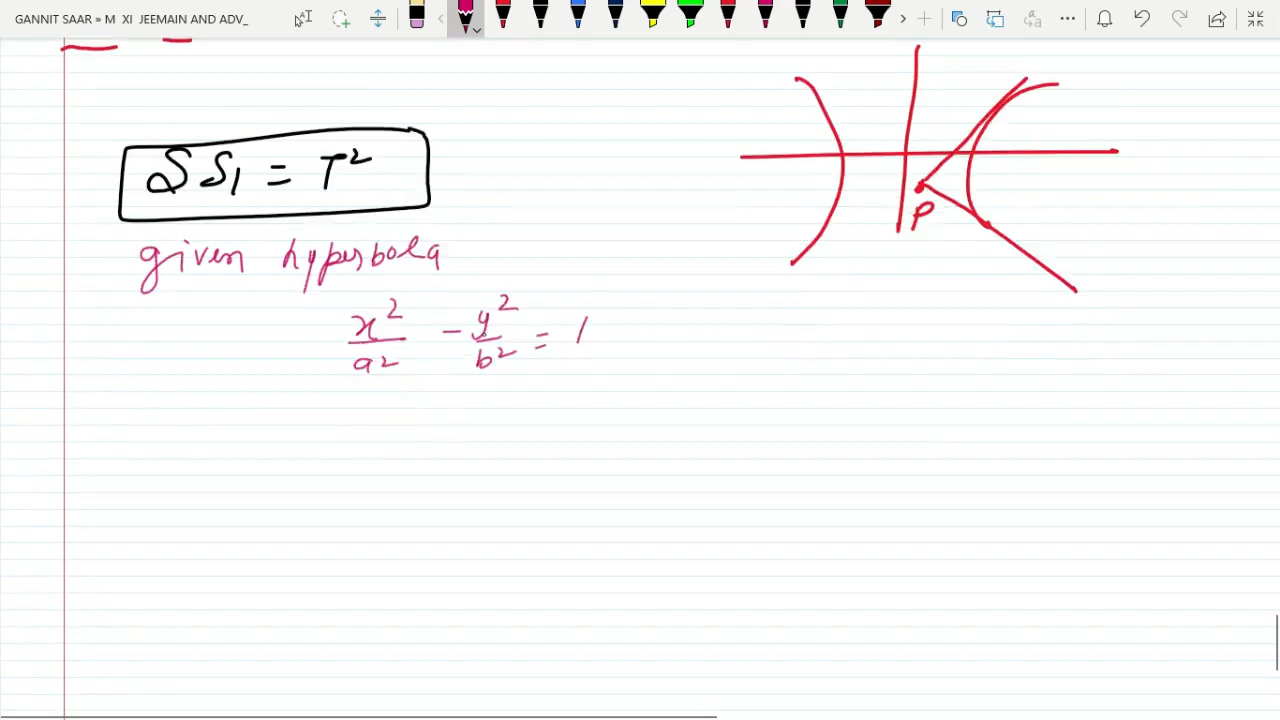 GANNIT SAAR » M XI JEEMAIN AND ADV_
SS₁ = T²
P
given hyperbola
x²/a² - y²/b² = 1